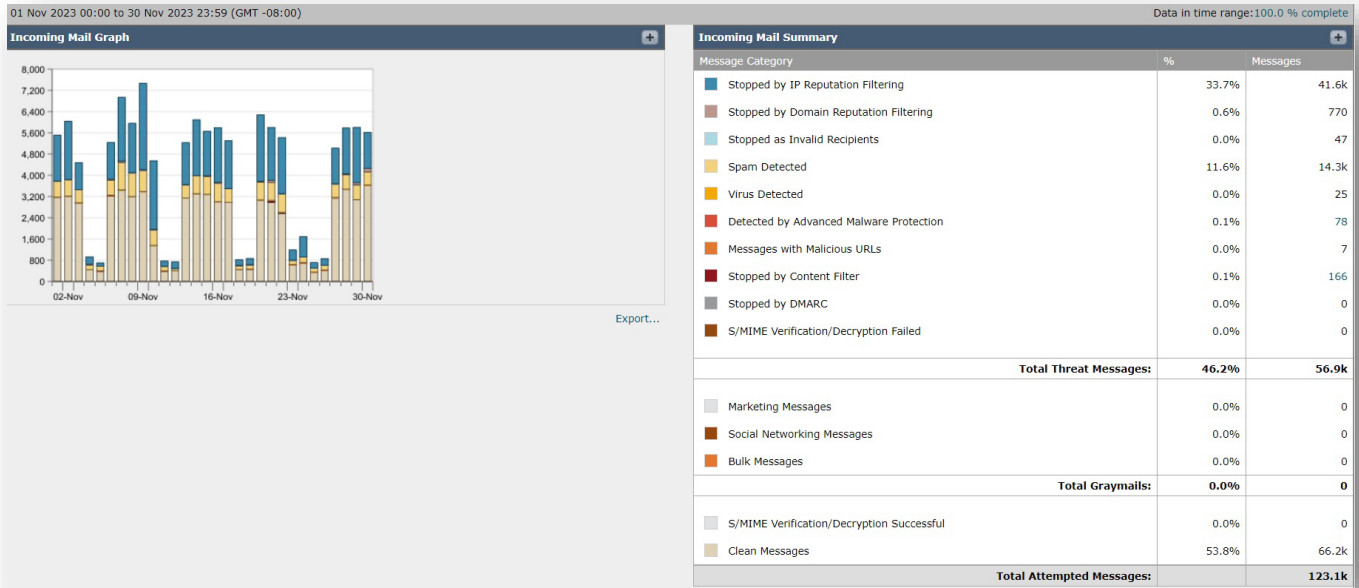 01 Nov 2023 00:00 to 30 Nov 2023 23:59 (GMT -08:00)
Data in time range:100.0 % complete
Incoming Mail Graph
8,000
7,200
6,400
5,600
4,800
4,000
3,200
2,400
1,600
800
0
02-Nov 09-Nov 16-Nov 23-Nov 30-Nov
Export...
Incoming Mail Summary
Message Category % Messages
Stopped by IP Reputation Filtering 33.7% 41.6k
Stopped by Domain Reputation Filtering 0.6% 770
Stopped as Invalid Recipients 0.0% 47
Spam Detected 11.6% 14.3k
Virus Detected 0.0% 25
Detected by Advanced Malware Protection 0.1% 78
Messages with Malicious URLs 0.0% 7
Stopped by Content Filter 0.1% 166
Stopped by DMARC 0.0% 0
S/MIME Verification/Decryption Failed 0.0% 0
Total Threat Messages: 46.2% 56.9k
Marketing Messages 0.0% 0
Social Networking Messages 0.0% 0
Bulk Messages 0.0% 0
Total Graymails: 0.0% 0
S/MIME Verification/Decryption Successful 0.0% 0
Clean Messages 53.8% 66.2k
Total Attempted Messages: 123.1k